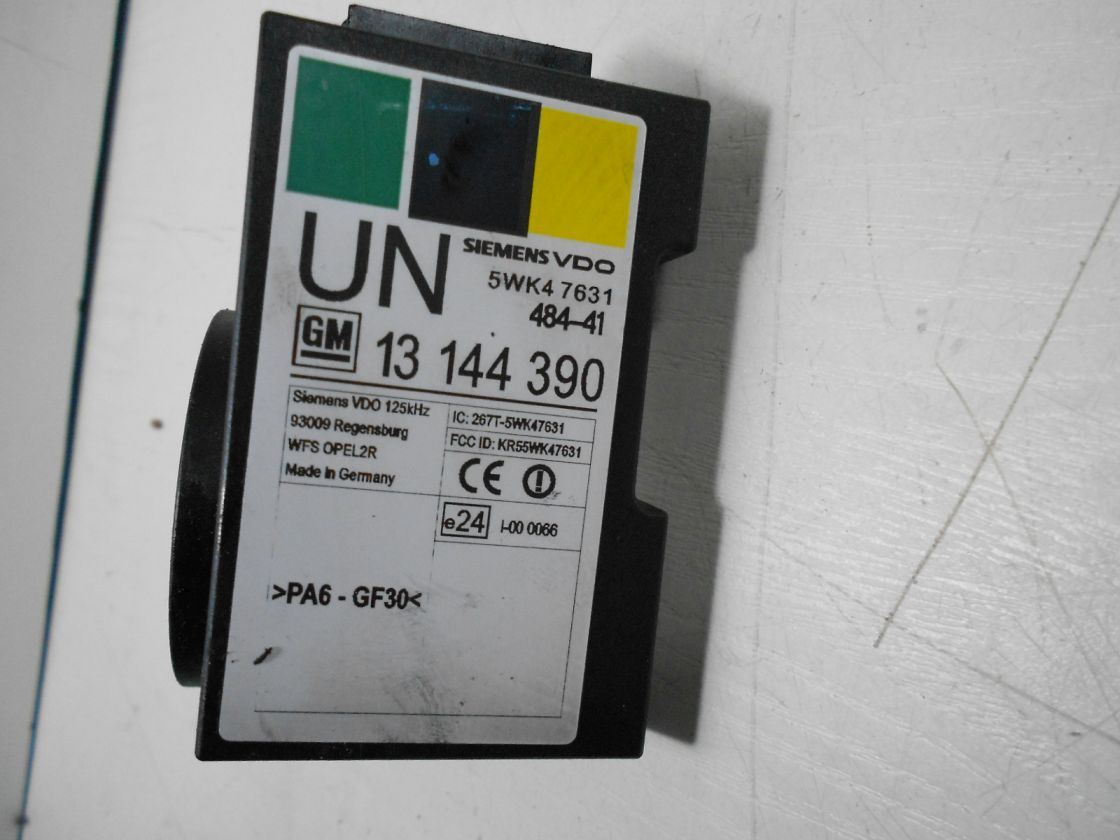 UN
SIEMENS VDO
5WK4 7631
484-41
GM
13 144 390
Siemens VDO 125kHz
93009 Regensburg
WFS OPEL2R
Made in Germany
IC: 267T-5WK47631
FCC ID: KR55WK47631
CE
e24 I-00 0066
>PA6 - GF30<